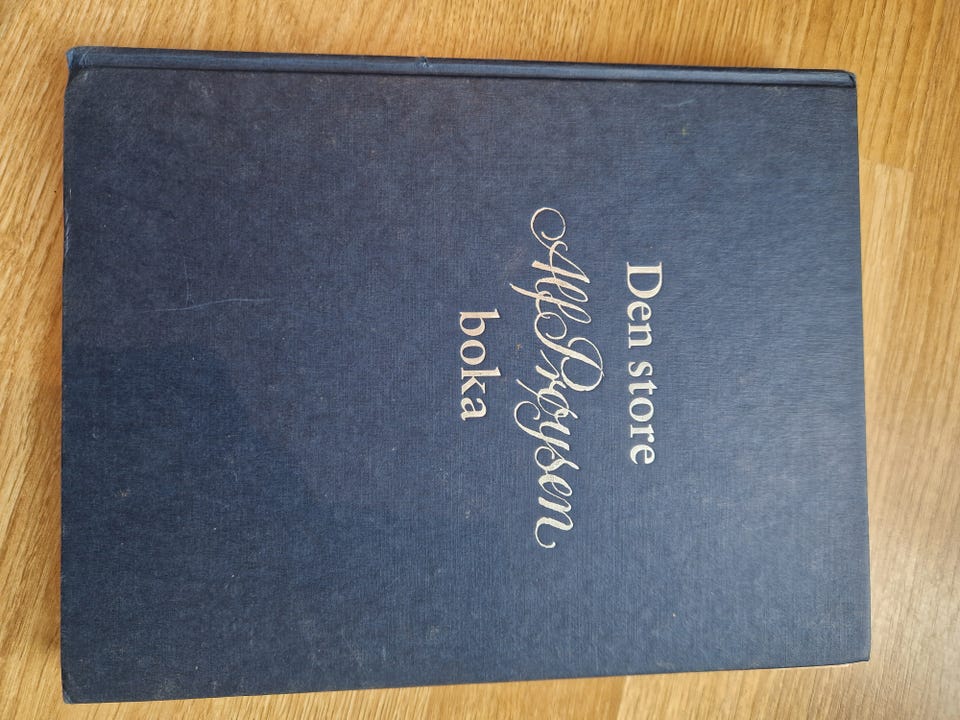 Den store
Alf Prøysen
boka